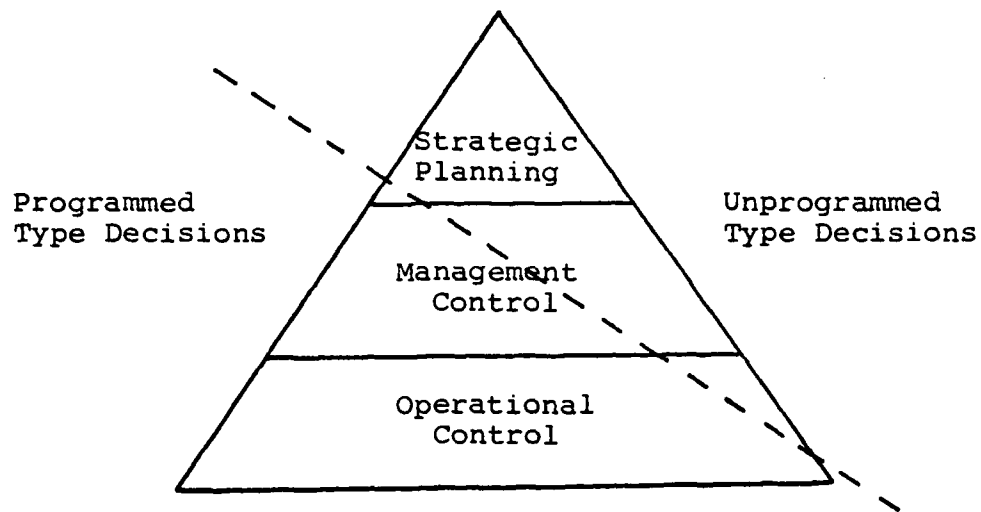 Strategic
Planning
Programmed
Type Decisions
Unprogrammed
Type Decisions
Management
Control
Operational
Control